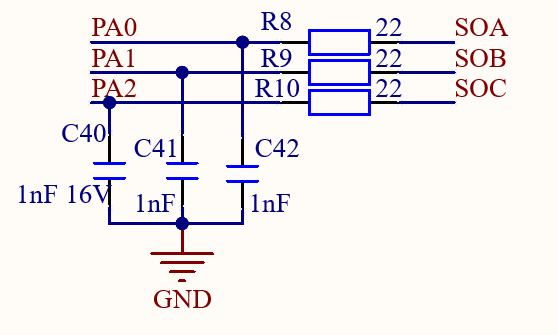 PA0 R8 22 SOA
PA1 R9 22 SOB
PA2 R10 22 SOC
C40 C41 C42
1nF 16V 1nF 1nF
GND